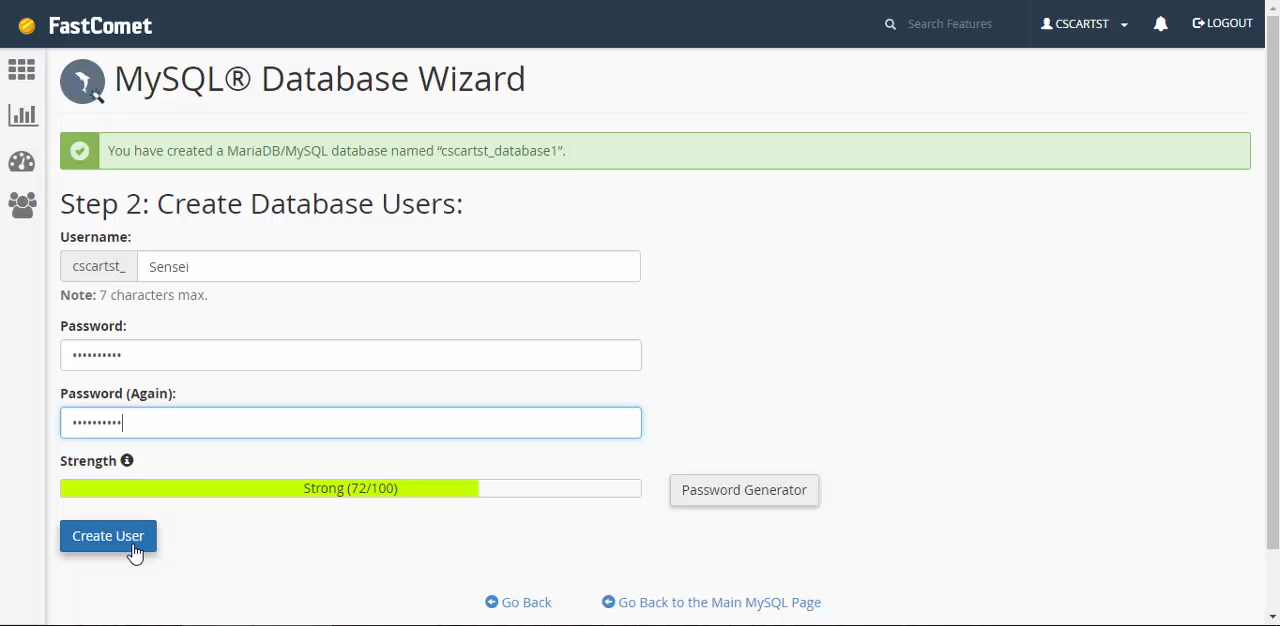 FastComet
Search Features
CSCARTST
LOGOUT
MySQL® Database Wizard
You have created a MariaDB/MySQL database named “cscartst_database1”.
Step 2: Create Database Users:
Username:
cscartst_ Sensei
Note: 7 characters max.
Password:
••••••••••
Password (Again):
••••••••••
Strength
Strong (72/100)
Password Generator
Create User
Go Back
Go Back to the Main MySQL Page